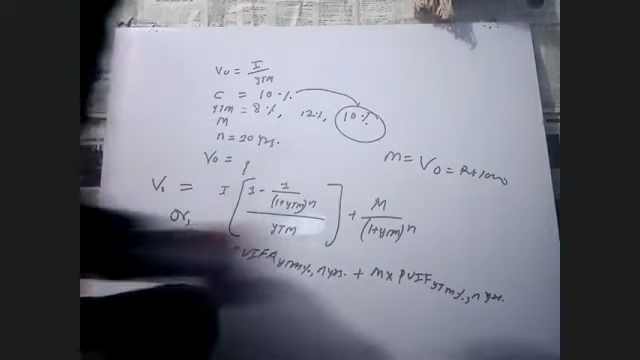 V₀ = I / YTM
C = 10%
YTM = 8%, 12%, 10%
M
n = 20 yrs.
V₀ = ?
M = V₀ = Rs 1000
V₀ = I [ (1 - 1/(1+YTM)^n) / YTM ] + M/(1+YTM)^n
or,
PVIFA YTM%, n yrs. + M x PVIF YTM%, n yrs.